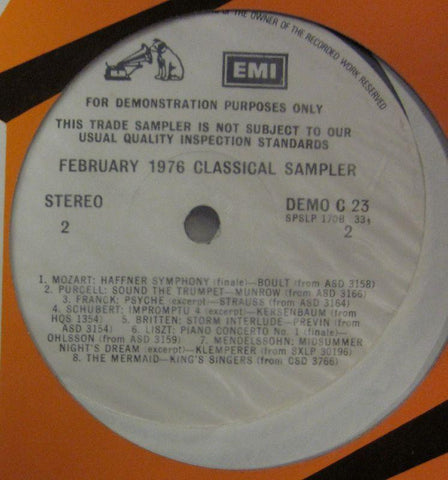 OF THE OWNER OF THE RECORDED WORK RESERVED
EMI
FOR DEMONSTRATION PURPOSES ONLY
THIS TRADE SAMPLER IS NOT SUBJECT TO OUR
USUAL QUALITY INSPECTION STANDARDS
FEBRUARY 1976 CLASSICAL SAMPLER
STEREO
2
DEMO C 23
SPSLP 1706 33⅓
2
1. MOZART: HAFFNER SYMPHONY (finale)—BOULT (from ASD 3158)
2. PURCELL: SOUND THE TRUMPET—MUNROW (from ASD 3166)
3. FRANCK: PSYCHE (excerpt)—STRAUSS (from ASD 3164)
4. SCHUBERT: IMPROMPTU 4 (excerpt)—KERSENBAUM (from
HQS 1354) 5. BRITTEN: STORM INTERLUDE—PREVIN (from
ASD 3154) 6. LISZT: PIANO CONCERTO No. 1 (finale)—
OHLSSON (from ASD 3159) 7. MENDELSSOHN: MIDSUMMER
NIGHT'S DREAM (excerpt)—KLEMPERER (from SXLP 30196)
8. THE MERMAID—KING'S SINGERS (from CSD 3766)